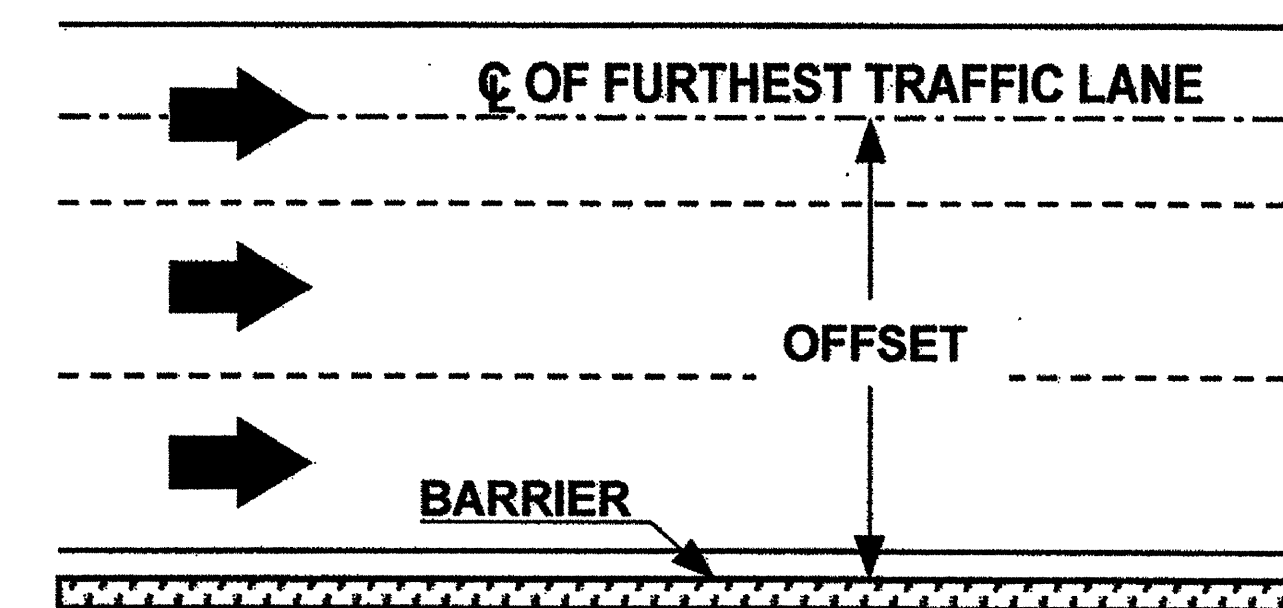 ℄ OF FURTHEST TRAFFIC LANE
OFFSET
BARRIER